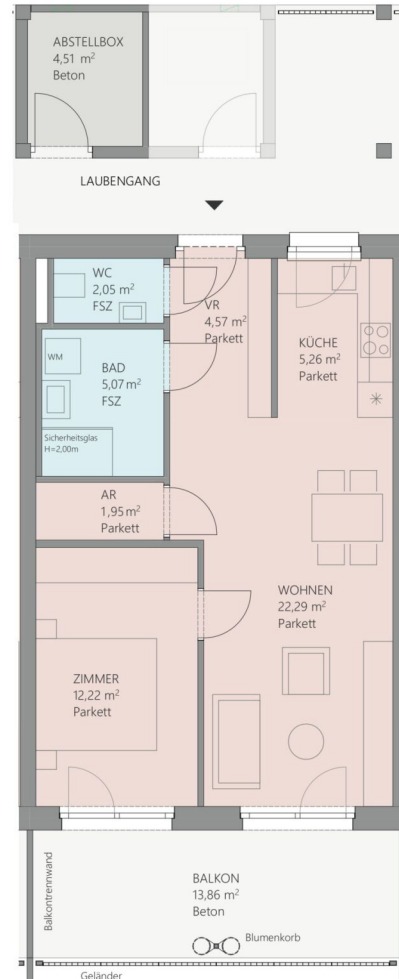 ABSTELLBOX
4,51 m²
Beton
LAUBENGANG
WC
2,05 m²
FSZ
VR
4,57 m²
Parkett
KÜCHE
5,26 m²
Parkett
WM
BAD
5,07 m²
FSZ
Sicherheitsglas
H=2,00m
AR
1,95 m²
Parkett
WOHNEN
22,29 m²
Parkett
ZIMMER
12,22 m²
Parkett
Balkontrennwand
BALKON
13,86 m²
Beton
Blumenkorb
Geländer